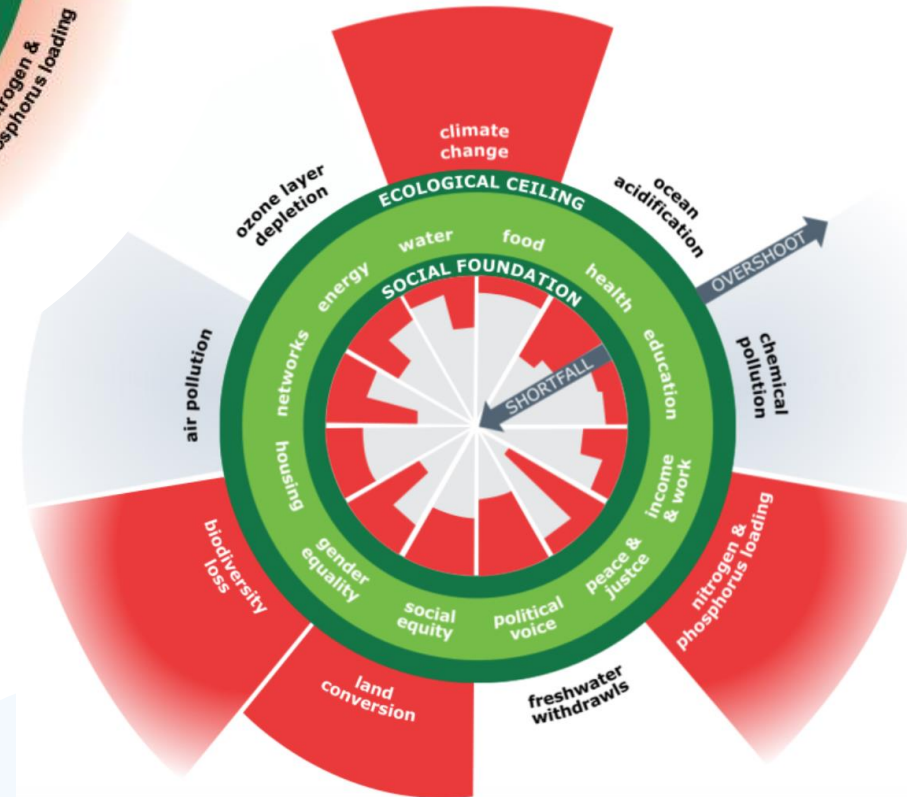 rogen &
osphorus loading
climate
change
ozone layer
depletion
ocean
acidification
ECOLOGICAL CEILING
OVERSHOOT
water
food
energy
health
SOCIAL FOUNDATION
networks
education
SHORTFALL
air pollution
chemical
pollution
housing
income
& work
biodiversity
loss
gender
equality
peace &
justce
nitrogen &
phosphorus loading
social
equity
political
voice
land
conversion
freshwater
withdrawls